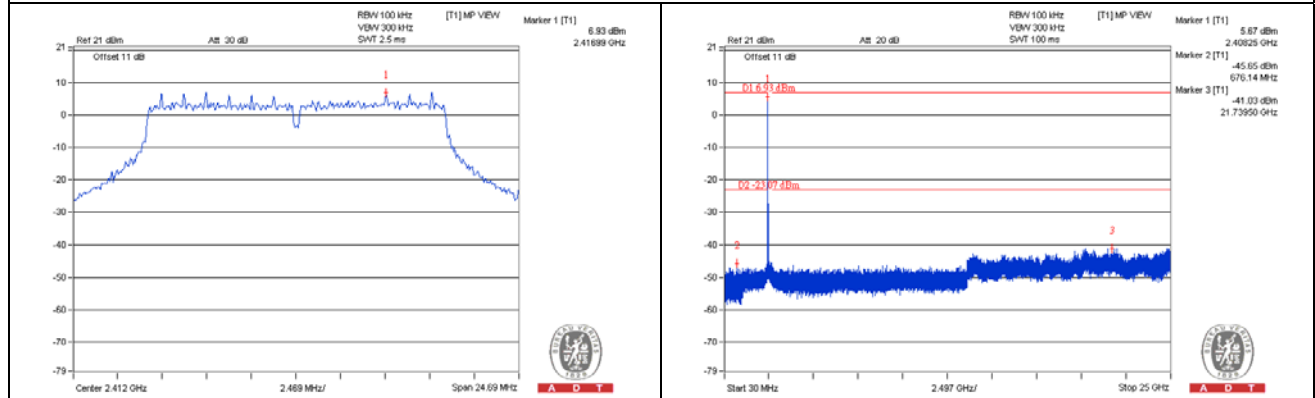 RBW 100 kHz [T1] MP VIEW
VBW 300 kHz
SWT 2.5 ms
Marker 1 [T1]
6.93 dBm
2.41699 GHz
Ref 21 dBm Att 30 dB
Offset 11 dB
21
10
0
-10
-20
-30
-40
-50
-60
-70
-79
1
Center 2.412 GHz 2.469 MHz/ Span 24.69 MHz
BUREAU VERITAS
1828
A D T
RBW 100 kHz [T1] MP VIEW
VBW 300 kHz
SWT 100 ms
Marker 1 [T1]
5.67 dBm
2.40825 GHz
Marker 2 [T1]
-45.65 dBm
676.14 MHz
Marker 3 [T1]
-41.03 dBm
21.73950 GHz
Ref 21 dBm Att 20 dB
Offset 11 dB
21
10
0
-10
-20
-30
-40
-50
-60
-70
-79
1
D1 6.93 dBm
D2 -23.07 dBm
2
3
Start 30 MHz 2.497 GHz/ Stop 25 GHz
BUREAU VERITAS
1828
A D T